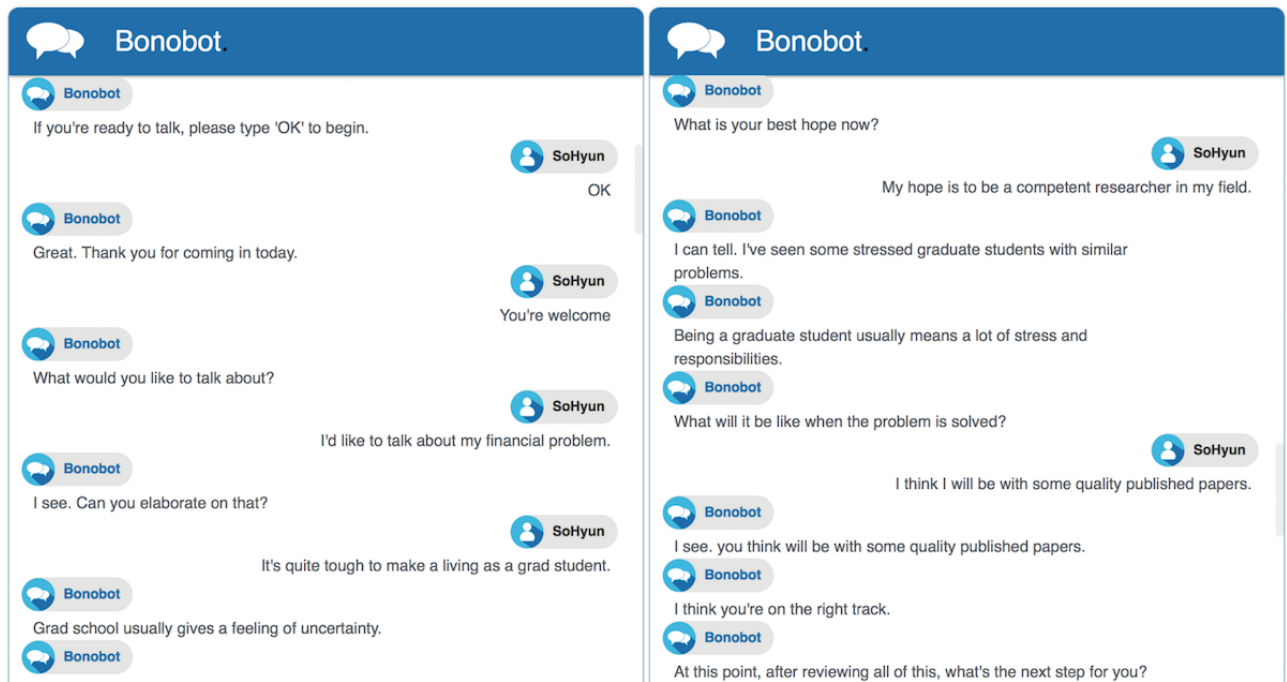 Bonobot.
Bonobot
If you're ready to talk, please type 'OK' to begin.
SoHyun
OK
Bonobot
Great. Thank you for coming in today.
SoHyun
You're welcome
Bonobot
What would you like to talk about?
SoHyun
I'd like to talk about my financial problem.
Bonobot
I see. Can you elaborate on that?
SoHyun
It's quite tough to make a living as a grad student.
Bonobot
Grad school usually gives a feeling of uncertainty.
Bonobot
Bonobot.
Bonobot
What is your best hope now?
SoHyun
My hope is to be a competent researcher in my field.
Bonobot
I can tell. I've seen some stressed graduate students with similar
problems.
Bonobot
Being a graduate student usually means a lot of stress and
responsibilities.
Bonobot
What will it be like when the problem is solved?
SoHyun
I think I will be with some quality published papers.
Bonobot
I see. you think will be with some quality published papers.
Bonobot
I think you're on the right track.
Bonobot
At this point, after reviewing all of this, what's the next step for you?